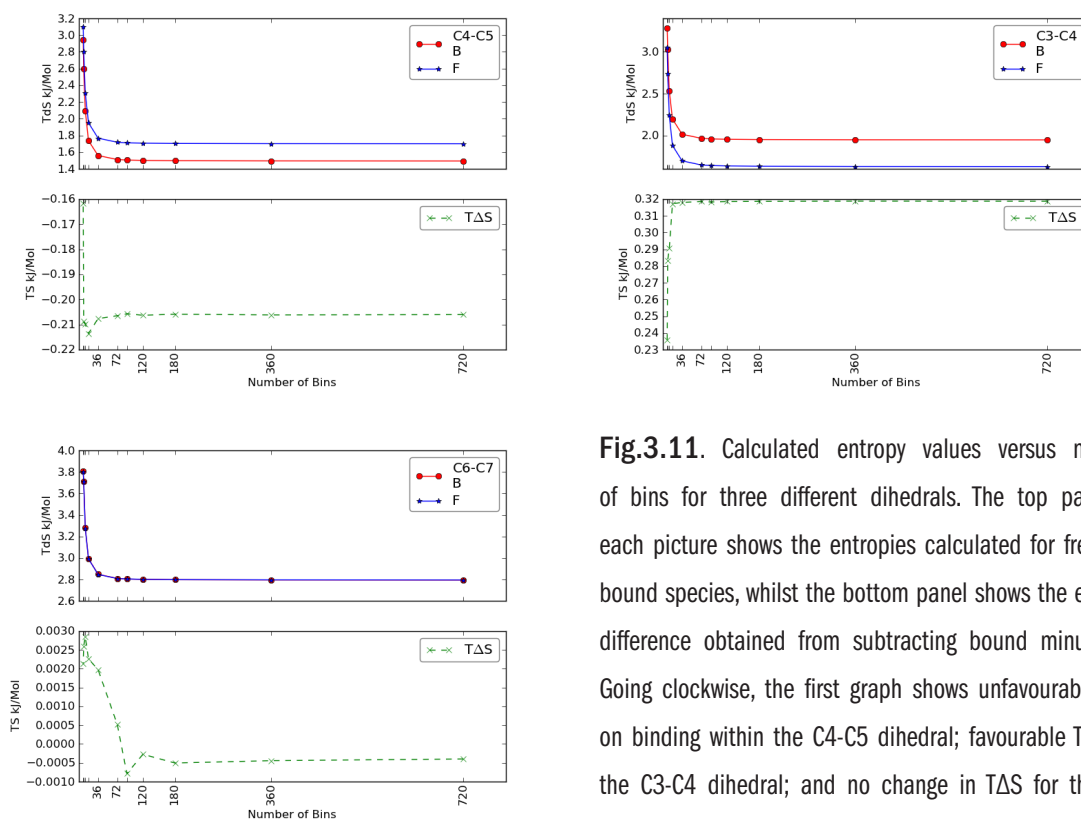 C4-C5
B
F
3.2
3.0
2.8
2.6
2.4
2.2
2.0
1.8
1.6
1.4
TdS kJ/Mol
TΔS
−0.16
−0.17
−0.18
−0.19
−0.20
−0.21
−0.22
TS kJ/Mol
36
72
120
180
360
720
Number of Bins
C3-C4
B
F
3.0
2.5
2.0
TdS kJ/Mol
TΔS
0.32
0.31
0.30
0.29
0.28
0.27
0.26
0.25
0.24
0.23
TS kJ/Mol
36
72
120
180
360
720
Number of Bins
C6-C7
B
F
4.0
3.8
3.6
3.4
3.2
3.0
2.8
2.6
TdS kJ/Mol
TΔS
0.0030
0.0025
0.0020
0.0015
0.0010
0.0005
0.0000
−0.0005
−0.0010
TS kJ/Mol
36
72
120
180
360
720
Number of Bins
Fig.3.11. Calculated entropy values versus
of bins for three different dihedrals. The top
each picture shows the entropies calculated for
bound species, whilst the bottom panel shows the
difference obtained from subtracting bound
Going clockwise, the first graph shows
on binding within the C4-C5 dihedral; favourable
the C3-C4 dihedral; and no change in TΔS for